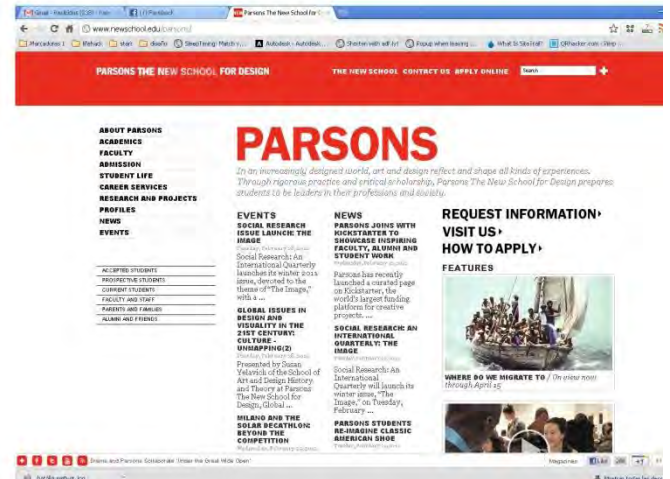 www.newschool.edu/parsons/
PARSONS THE NEW SCHOOL FOR DESIGN
THE NEW SCHOOL CONTACT US APPLY ONLINE
Search
ABOUT PARSONS
ACADEMICS
FACULTY
ADMISSION
STUDENT LIFE
CAREER SERVICES
RESEARCH AND PROJECTS
PROFILES
NEWS
EVENTS
ACCEPTED STUDENTS
PROSPECTIVE STUDENTS
CURRENT STUDENTS
FACULTY AND STAFF
PARENTS AND FAMILIES
ALUMNI AND FRIENDS
PARSONS
In an increasingly designed world, art and design reflect and shape all kinds of experiences.
Through rigorous practice and critical scholarship, Parsons The New School for Design prepares
students to be leaders in their professions and society.
EVENTS
SOCIAL RESEARCH
ISSUE LAUNCH: THE
IMAGE
Social Research: An
International Quarterly
launches its winter 2011
issue, devoted to the
theme of "The Image,"
with a ...
GLOBAL ISSUES IN
DESIGN AND
VISUALITY IN THE
21ST CENTURY:
CULTURE -
UNMAPPING(2)
Presented by Susan
Yelavich of the School of
Art and Design History
and Theory at Parsons
The New School for
Design, Global ...
MILANO AND THE
SOLAR DECATHLON:
BEYOND THE
COMPETITION
NEWS
PARSONS JOINS WITH
KICKSTARTER TO
SHOWCASE INSPIRING
FACULTY, ALUMNI AND
STUDENT WORK
Parsons has recently
launched a curated page
on Kickstarter, the
world's largest funding
platform for creative
projects. ...
SOCIAL RESEARCH: AN
INTERNATIONAL
QUARTERLY: THE
IMAGE
Social Research: An
International
Quarterly will launch its
winter issue, "The
Image," on Tuesday,
February ...
PARSONS STUDENTS
RE-IMAGINE CLASSIC
AMERICAN SHOE
REQUEST INFORMATION
VISIT US
HOW TO APPLY
FEATURES
WHERE DO WE MIGRATE TO / On view now
through April 15